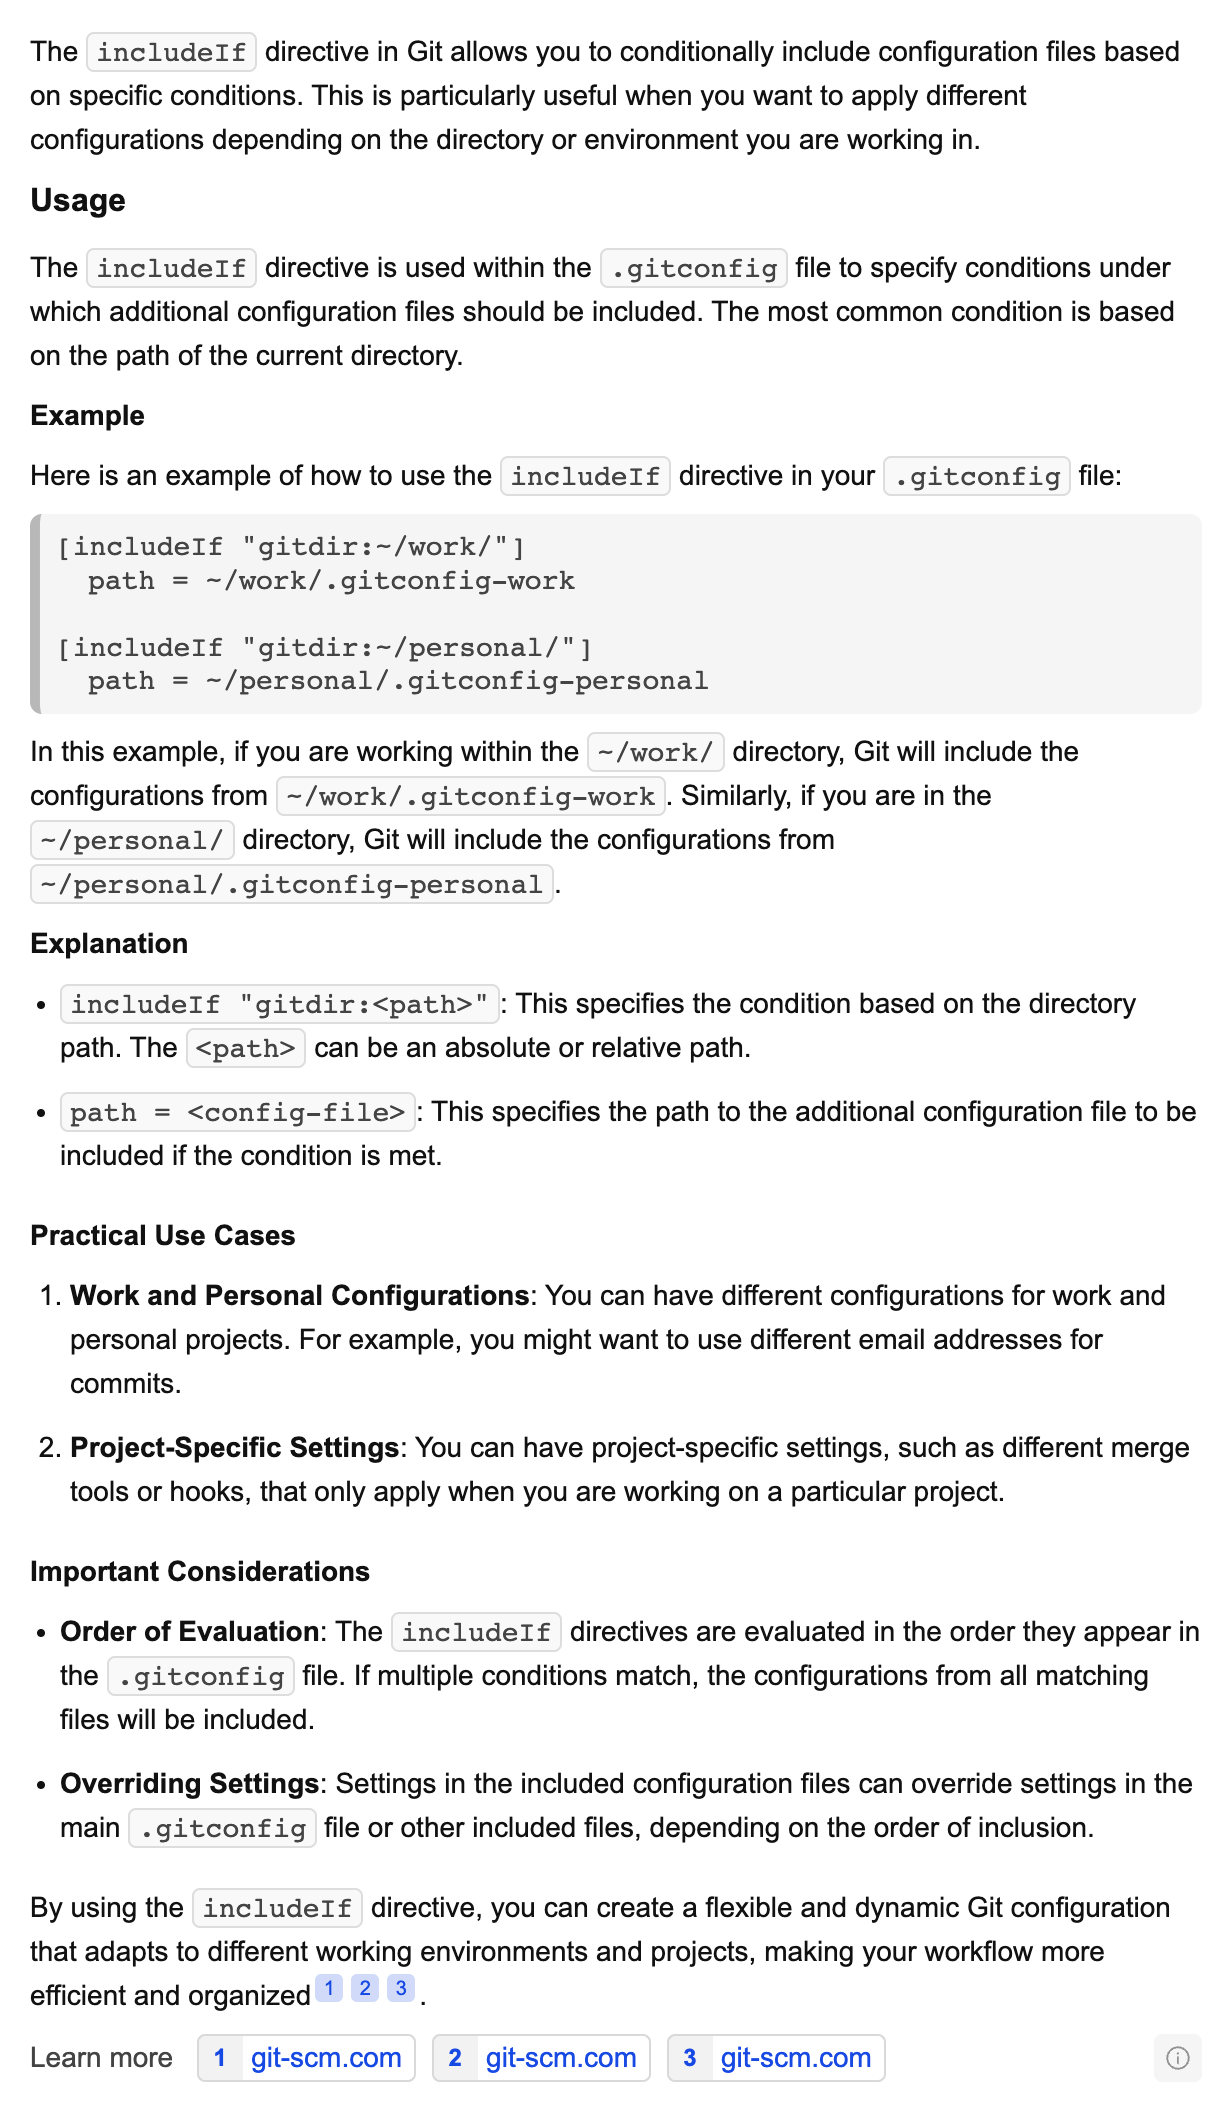 The includeIf directive in Git allows you to conditionally include configuration files based
on specific conditions. This is particularly useful when you want to apply different
configurations depending on the directory or environment you are working in.
Usage
The includeIf directive is used within the .gitconfig file to specify conditions under
which additional configuration files should be included. The most common condition is based
on the path of the current directory.
Example
Here is an example of how to use the includeIf directive in your .gitconfig file:
[includeIf "gitdir:~/work/"]
  path = ~/work/.gitconfig-work

[includeIf "gitdir:~/personal/"]
  path = ~/personal/.gitconfig-personal
In this example, if you are working within the ~/work/ directory, Git will include the
configurations from ~/work/.gitconfig-work. Similarly, if you are in the
~/personal/ directory, Git will include the configurations from
~/personal/.gitconfig-personal.
Explanation
• includeIf "gitdir:<path>": This specifies the condition based on the directory
path. The <path> can be an absolute or relative path.
• path = <config-file>: This specifies the path to the additional configuration file to be
included if the condition is met.
Practical Use Cases
1. Work and Personal Configurations: You can have different configurations for work and
personal projects. For example, you might want to use different email addresses for
commits.
2. Project-Specific Settings: You can have project-specific settings, such as different merge
tools or hooks, that only apply when you are working on a particular project.
Important Considerations
• Order of Evaluation: The includeIf directives are evaluated in the order they appear in
the .gitconfig file. If multiple conditions match, the configurations from all matching
files will be included.
• Overriding Settings: Settings in the included configuration files can override settings in the
main .gitconfig file or other included files, depending on the order of inclusion.
By using the includeIf directive, you can create a flexible and dynamic Git configuration
that adapts to different working environments and projects, making your workflow more
efficient and organized 1 2 3 .
Learn more 1 git-scm.com 2 git-scm.com 3 git-scm.com